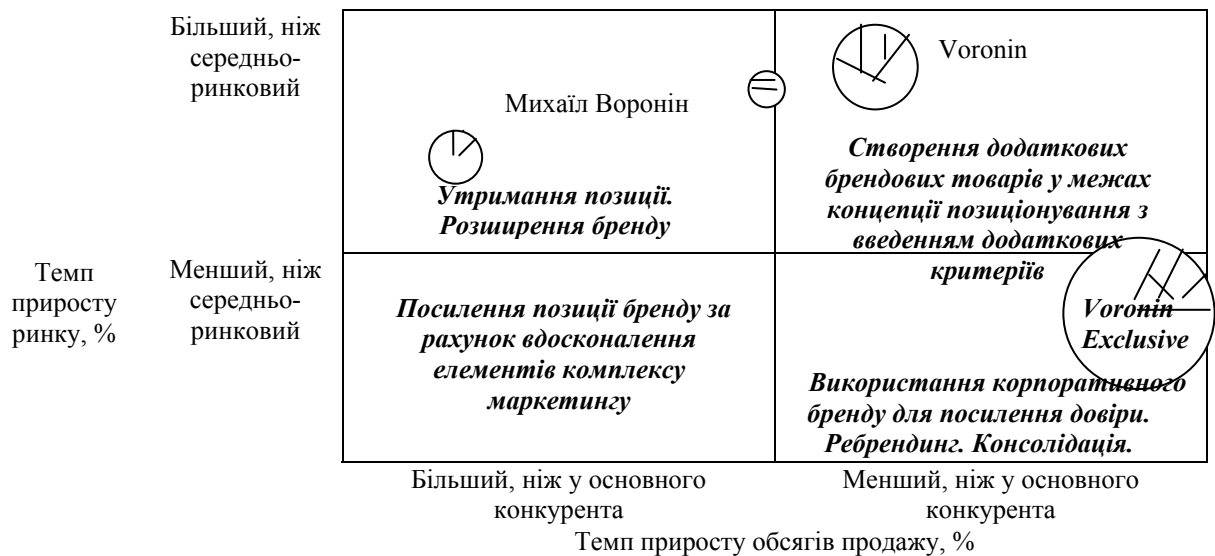 Більший, ніж
середньо-
ринковий
Voronin
Михаїл Воронін
Утримання позиції.
Розширення бренду
Створення додаткових
брендових товарів у межах
концепції позиціонування з
введенням додаткових
критеріїв
Темп
приросту
ринку, %
Менший, ніж
середньо-
ринковий
Посилення позиції бренду за
рахунок вдосконалення
елементів комплексу
маркетингу
Voronin
Exclusive
Використання корпоративного
бренду для посилення довіри.
Ребрендинг. Консолідація.
Більший, ніж у основного
конкурента
Менший, ніж у основного
конкурента
Темп приросту обсягів продажу, %